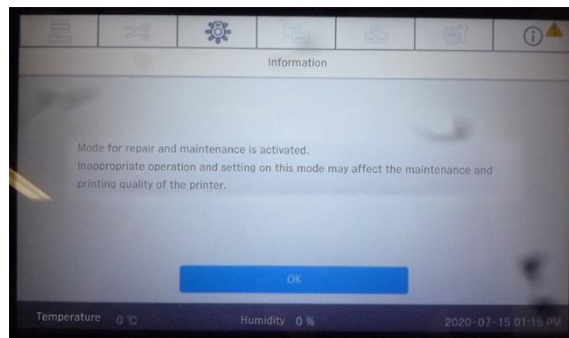 Information
Mode for repair and maintenance is activated.
Inappropriate operation and setting on this mode may affect the maintenance and
printing quality of the printer.
OK
Temperature 0 ℃ Humidity 0 % 2020-07-15 01:15 PM